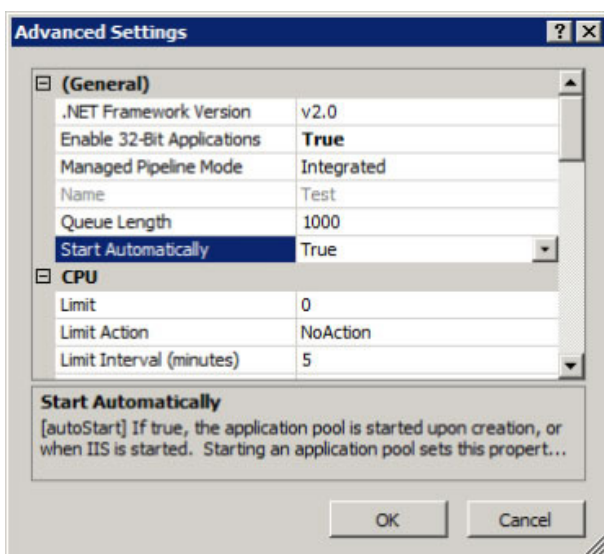 Advanced Settings
(General)
.NET Framework Version v2.0
Enable 32-Bit Applications True
Managed Pipeline Mode Integrated
Name Test
Queue Length 1000
Start Automatically True
CPU
Limit 0
Limit Action NoAction
Limit Interval (minutes) 5
Start Automatically
[autoStart] If true, the application pool is started upon creation, or
when IIS is started.  Starting an application pool sets this propert...
OK Cancel